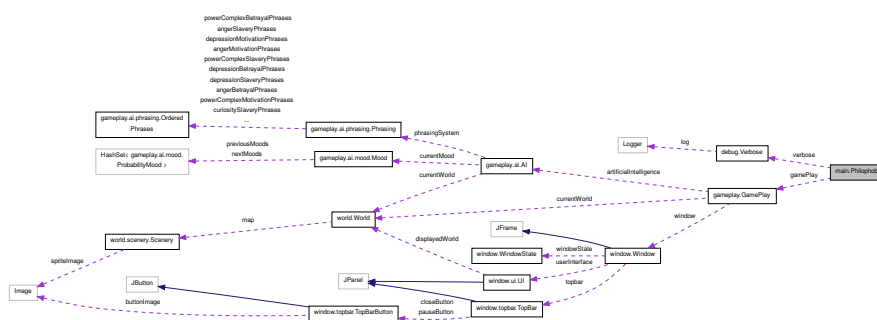 powerComplexBetrayalPhrases
angerSlaveryPhrases
depressionMotivationPhrases
angerMotivationPhrases
powerComplexSlaveryPhrases
depressionBetrayalPhrases
depressionSlaveryPhrases
angerBetrayalPhrases
powerComplexMotivationPhrases
curiositySlaveryPhrases
...
gameplay.ai.phrasing.Ordered
Phrases
gameplay.ai.phrasing.Phrasing
phrasingSystem
HashSet< gameplay.ai.mood.
ProbabilityMood >
previousMoods
nextMoods
gameplay.ai.mood.Mood
currentMood
currentWorld
gameplay.ai.AI
Logger
log
debug.Verbose
verbose
main.Philophob
gamePlay
artificialIntelligence
gameplay.GamePlay
currentWorld
window
map
world.World
world.scenery.Scenery
displayedWorld
JFrame
window.WindowState
windowState
userInterface
window.Window
spriteImage
Image
JButton
buttonImage
JPanel
window.ui.UI
topbar
closeButton
pauseButton
window.topbar.TopBar
window.topbar.TopBarButton